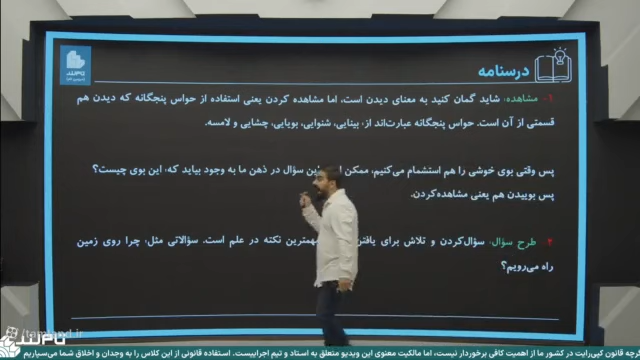 درسنامه
۱- مشاهده: شاید گمان کنید به معنای دیدن است، اما مشاهده کردن یعنی استفاده از حواس پنجگانه که دیدن هم
قسمتی از آن است. حواس پنجگانه عبارت‌اند از: بینایی، شنوایی، بویایی، چشایی و لامسه.
پس وقتی بوی خوشی را هم استشمام می‌کنیم، ممکن است این سؤال در ذهن ما به وجود بیاید که: این بوی چیست؟
پس بوییدن هم یعنی مشاهده‌کردن.
۲- طرح سؤال: سؤال‌کردن و تلاش برای یافتن مهمترین نکته در علم است. سؤالاتی مثل: چرا روی زمین
راه می‌رویم؟
tamland.ir
رچه قانون کپی‌رایت در کشور ما از اهمیت کافی برخوردار نیست، اما مالکیت معنوی این ویدیو متعلق به استاد و تیم اجراییست. استفاده قانونی از این کلاس را به وجدان و اخلاق شما می‌سپاریم